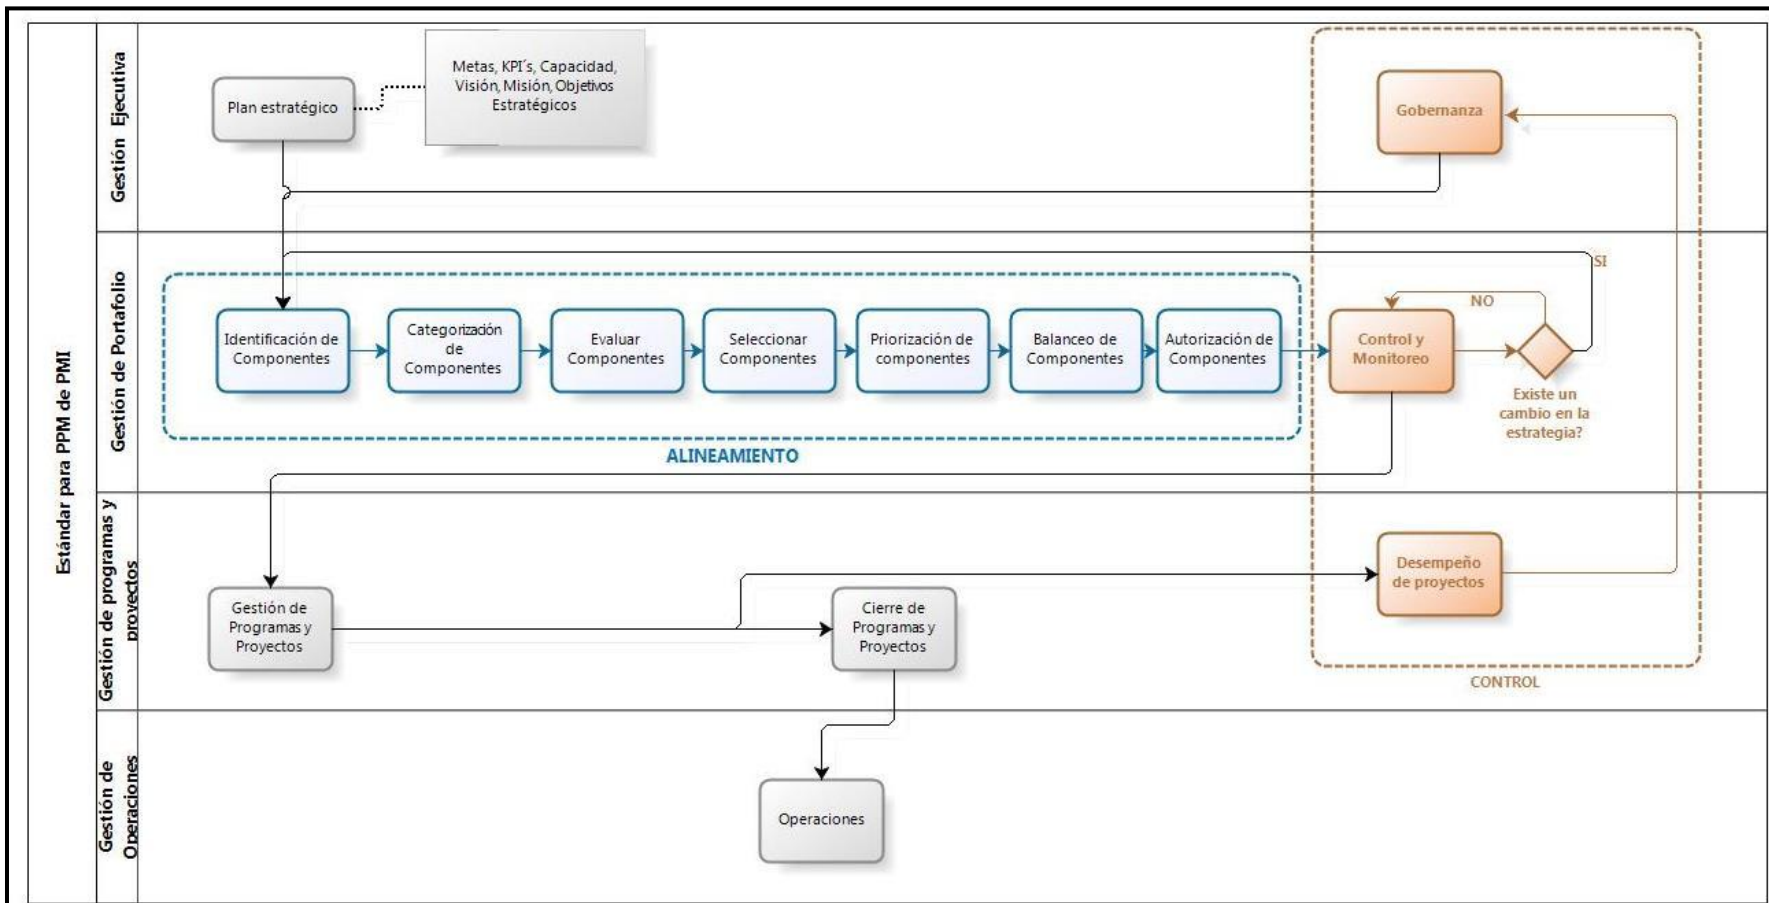 Estándar para PPM de PMI
Gestión Ejecutiva
Plan estratégico
Metas, KPI´s, Capacidad,
Visión, Misión, Objetivos
Estratégicos
Gobernanza
Gestión de Portafolio
Identificación de
Componentes
Categorización
de
Componentes
Evaluar
Componentes
Seleccionar
Componentes
Priorización de
componentes
Balanceo de
Componentes
Autorización de
Componentes
Control y
Monitoreo
NO
SI
Existe un
cambio en la
estrategia?
ALINEAMIENTO
Gestión de programas y
proyectos
Gestión de
Programas y
Proyectos
Cierre de
Programas y
Proyectos
Desempeño
de proyectos
CONTROL
Gestión de
Operaciones
Operaciones